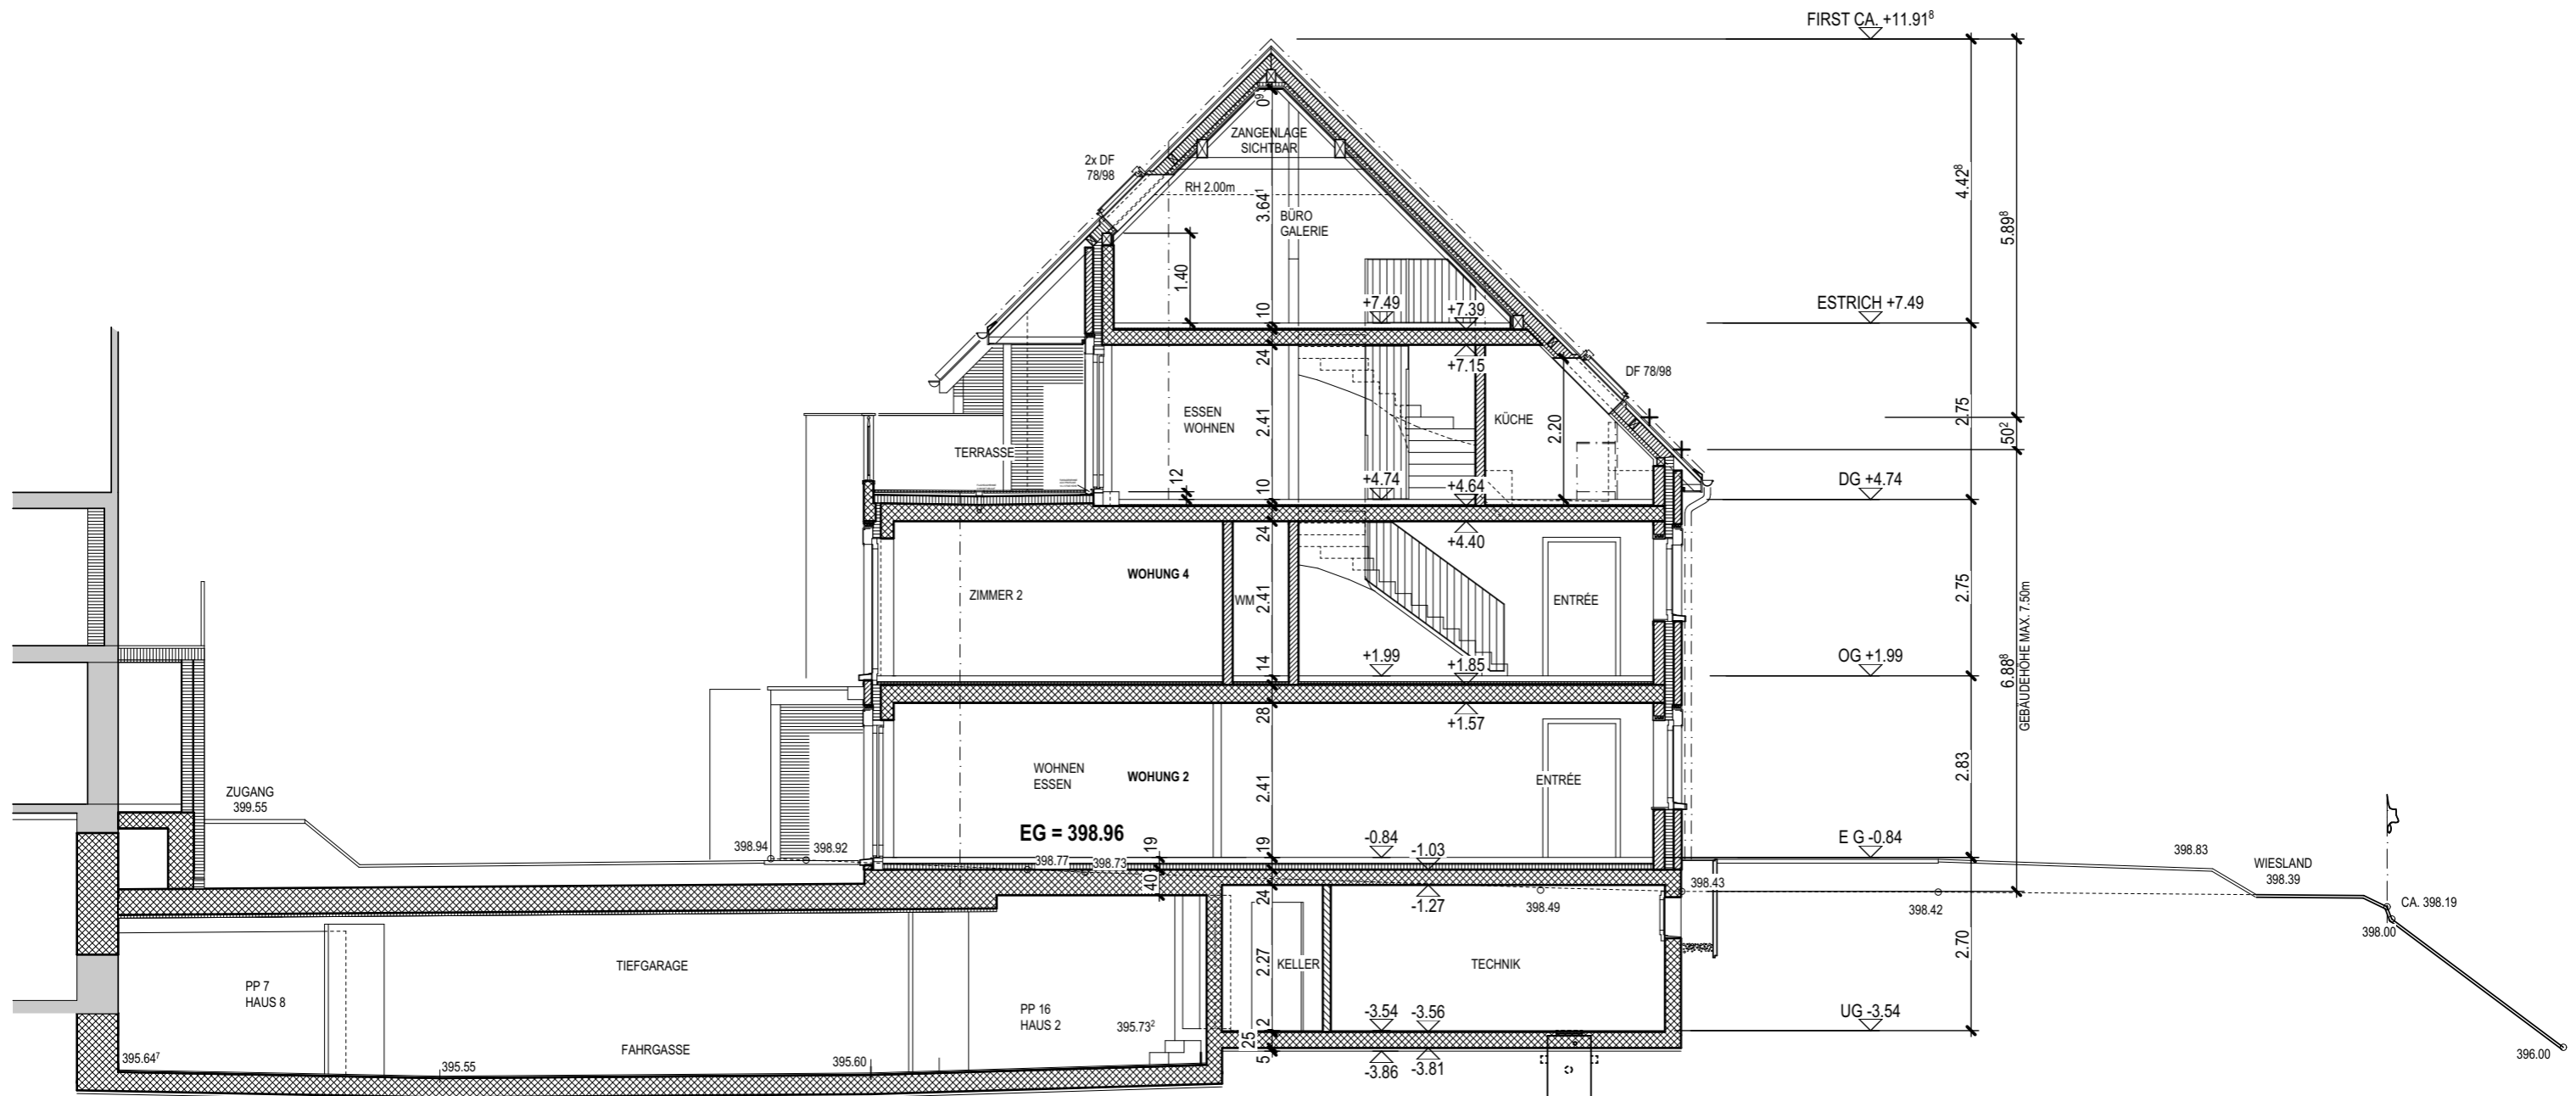 FIRST CA. +11.91⁸
0⁹
ZANGENLAGE
SICHTBAR
2x DF
78/98
RH 2.00m
3.64¹
BÜRO
GALERIE
4.42⁸
5.89⁸
1.40
10
+7.49
+7.39
ESTRICH +7.49
24
+7.15
DF 78/98
ESSEN
WOHNEN
2.41
KÜCHE
2.20
2.75
50²
TERRASSE
12
10
+4.74
+4.64
DG +4.74
24
+4.40
WOHUNG 4
ZIMMER 2
WM
2.41
ENTRÉE
2.75
14
+1.99
+1.85
OG +1.99
6.88⁸
GEBÄUDEHÖHE MAX. 7.50m
28
+1.57
WOHNEN
ESSEN
WOHUNG 2
2.41
ENTRÉE
2.83
ZUGANG
399.55
EG = 398.96
398.94
398.92
19
19
-0.84
-1.03
E G -0.84
398.77
398.73
398.83
WIESLAND
398.39
40
24
-1.27
398.49
398.43
398.42
CA. 398.19
398.00
TIEFGARAGE
2.27
KELLER
TECHNIK
2.70
PP 7
HAUS 8
PP 16
HAUS 2
395.73²
2
-3.54
-3.56
UG -3.54
25
5
-3.86
-3.81
395.64⁷
FAHRGASSE
395.55
395.60
396.00